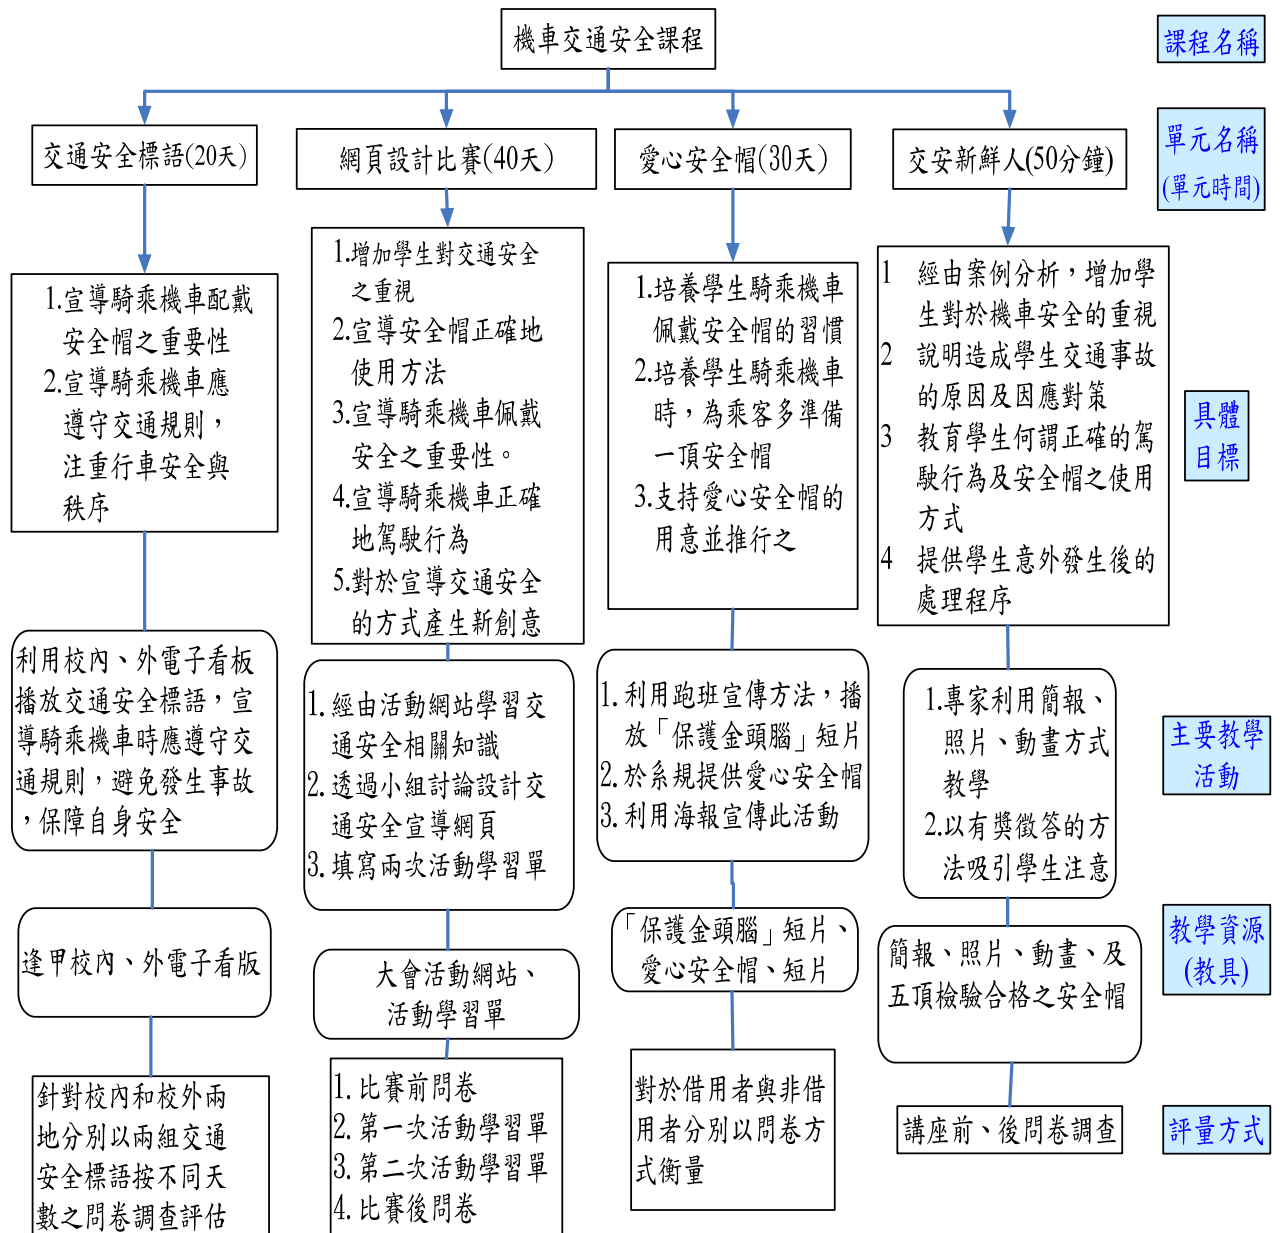 機車交通安全課程
課程名稱
交通安全標語(20天)
網頁設計比賽(40天)
愛心安全帽(30天)
交安新鮮人(50分鐘)
單元名稱
(單元時間)
1.宣導騎乘機車配戴
安全帽之重要性
2.宣導騎乘機車應
遵守交通規則，
注重行車安全與
秩序
1.增加學生對交通安全
之重視
2.宣導安全帽正確地
使用方法
3.宣導騎乘機車佩戴
安全之重要性。
4.宣導騎乘機車正確
地駕駛行為
5.對於宣導交通安全
的方式產生新創意
1.培養學生騎乘機車
佩戴安全帽的習慣
2.培養學生騎乘機車
時，為乘客多準備
一頂安全帽
3.支持愛心安全帽的
用意並推行之
1 經由案例分析，增加學
生對於機車安全的重視
2 說明造成學生交通事故
的原因及因應對策
3 教育學生何謂正確的駕
駛行為及安全帽之使用
方式
4 提供學生意外發生後的
處理程序
具體
目標
利用校內、外電子看板
播放交通安全標語，宣
導騎乘機車時應遵守交
通規則，避免發生事故
，保障自身安全
1.經由活動網站學習交
通安全相關知識
2.透過小組討論設計交
通安全宣導網頁
3.填寫兩次活動學習單
1.利用跑班宣傳方法，播
放「保護金頭腦」短片
2.於系規提供愛心安全帽
3.利用海報宣傳此活動
1.專家利用簡報、
照片、動畫方式
教學
2.以有獎徵答的方
法吸引學生注意
主要教學
活動
逢甲校內、外電子看版
大會活動網站、
活動學習單
「保護金頭腦」短片、
愛心安全帽、短片
簡報、照片、動畫、及
五頂檢驗合格之安全帽
教學資源
(教具)
針對校內和校外兩
地分別以兩組交通
安全標語按不同天
數之問卷調查評估
1.比賽前問卷
2.第一次活動學習單
3.第二次活動學習單
4.比賽後問卷
對於借用者與非借
用者分別以問卷方
式衡量
講座前、後問卷調查
評量方式